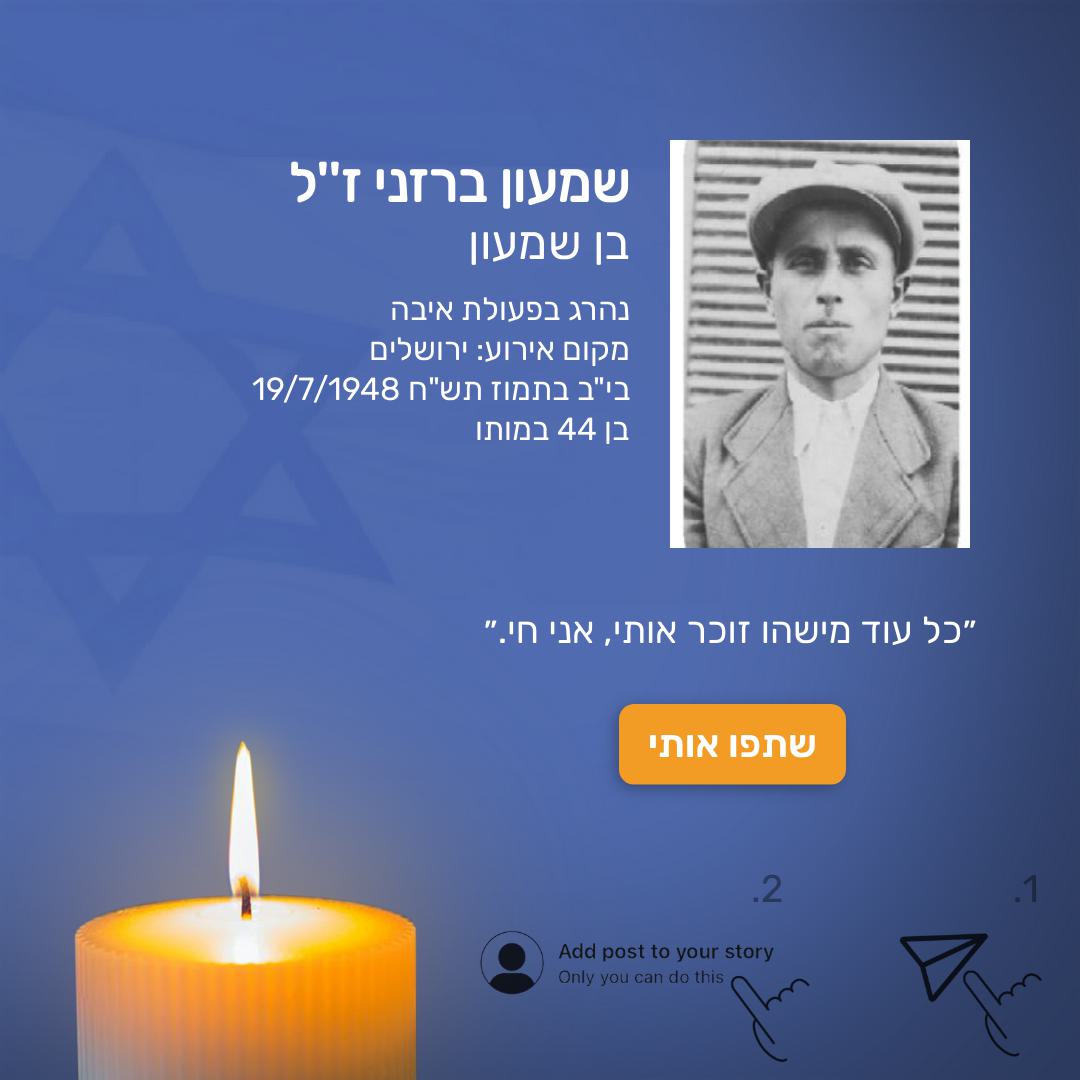 שמעון ברזני ז"ל
בן שמעון
נהרג בפעולת איבה
מקום אירוע: ירושלים
בי"ב בתמוז תש"ח 19/7/1948
בן 44 במותו
״כל עוד מישהו זוכר אותי, אני חי.״
שתפו אותי
.1
.2
Add post to your story
Only you can do this